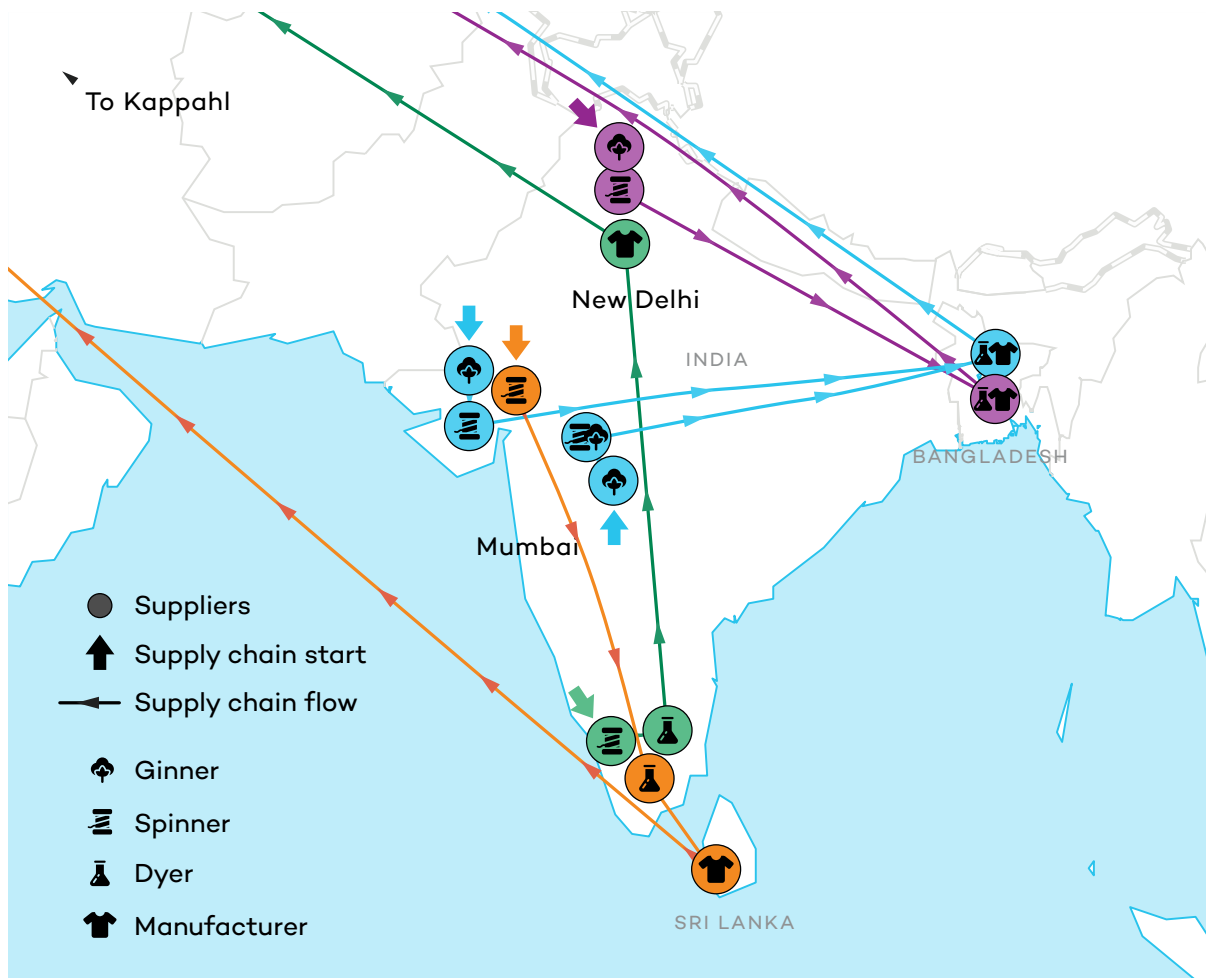 To Kappahl
New Delhi
INDIA
BANGLADESH
Mumbai
Suppliers
Supply chain start
Supply chain flow
Ginner
Spinner
Dyer
Manufacturer
SRI LANKA